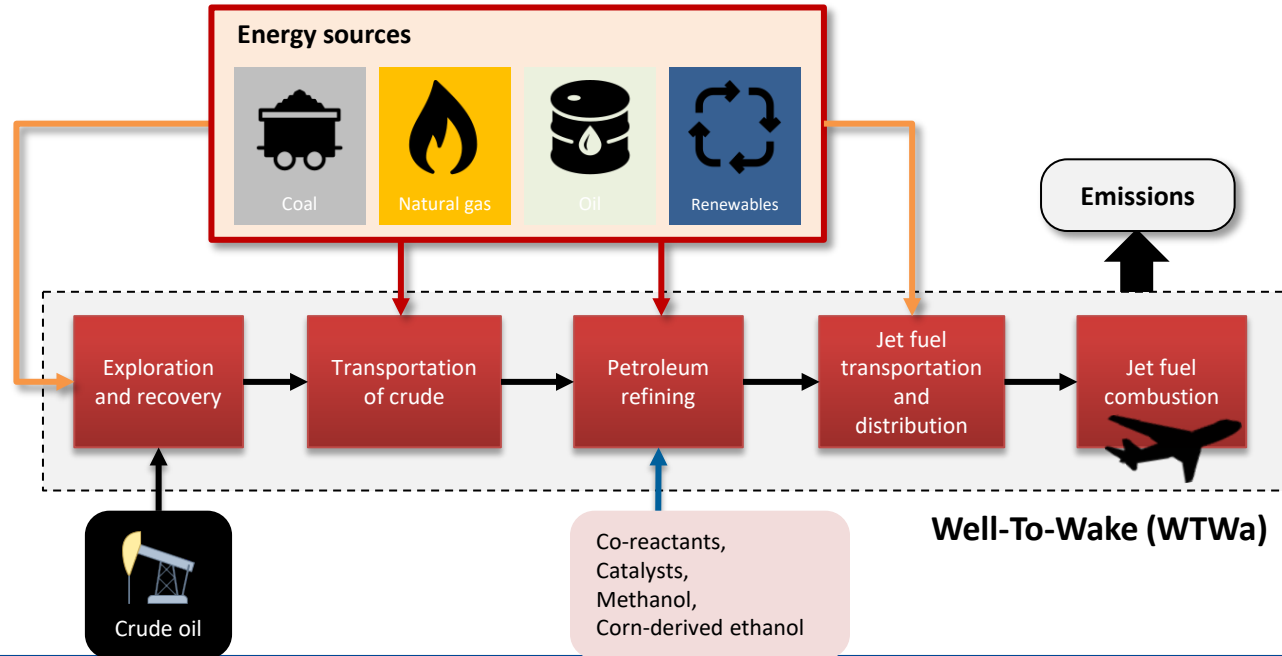 Energy sources
Coal
Natural gas
Oil
Renewables
Emissions
Exploration
and recovery
Transportation
of crude
Petroleum
refining
Jet fuel
transportation
and
distribution
Jet fuel
combustion
Well-To-Wake (WTWa)
Crude oil
Co-reactants,
Catalysts,
Methanol,
Corn-derived ethanol